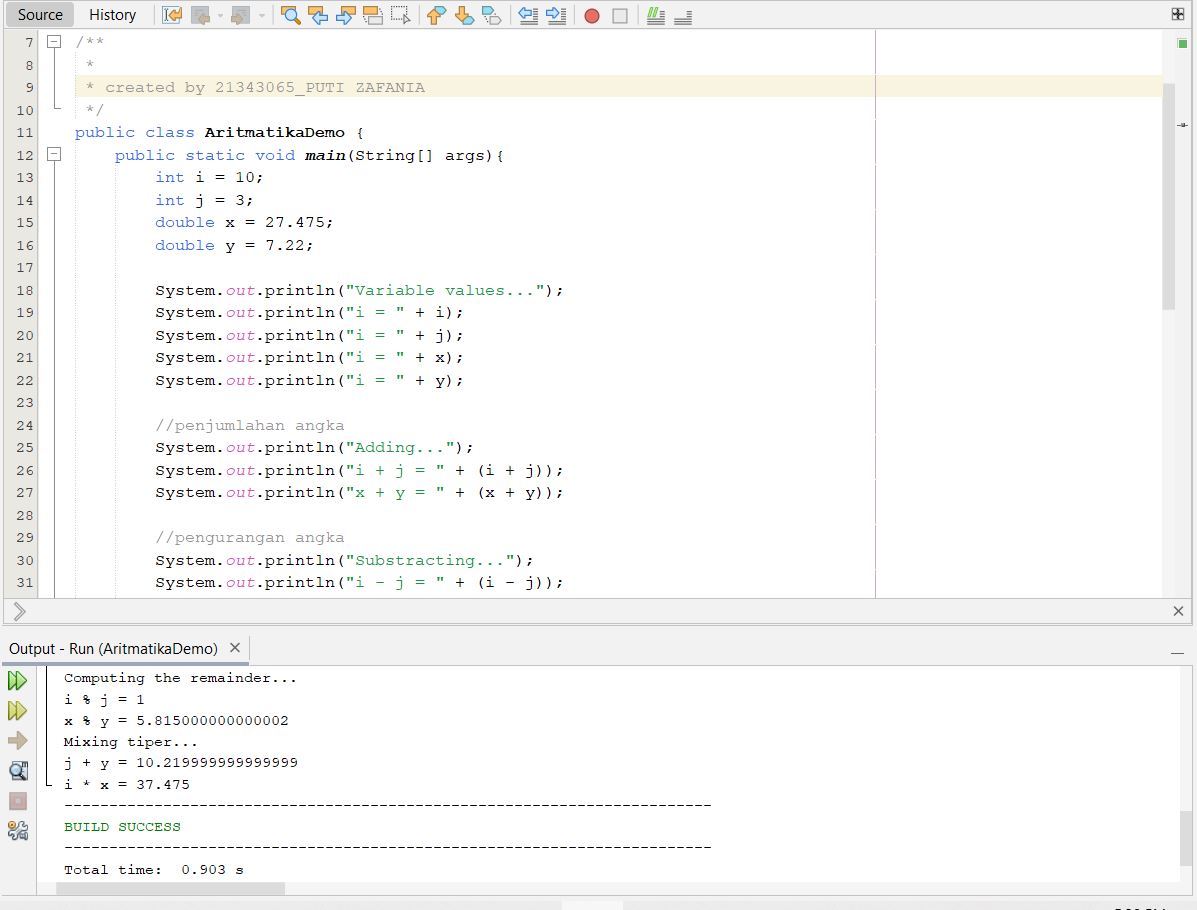 Source History
7 /**
8 *
9 * created by 21343065_PUTI ZAFANIA
10 */
11 public class AritmatikaDemo {
12 public static void main(String[] args){
13 int i = 10;
14 int j = 3;
15 double x = 27.475;
16 double y = 7.22;
17
18 System.out.println("Variable values...");
19 System.out.println("i = " + i);
20 System.out.println("i = " + j);
21 System.out.println("i = " + x);
22 System.out.println("i = " + y);
23
24 //penjumlahan angka
25 System.out.println("Adding...");
26 System.out.println("i + j = " + (i + j));
27 System.out.println("x + y = " + (x + y));
28
29 //pengurangan angka
30 System.out.println("Substracting...");
31 System.out.println("i - j = " + (i - j));
Output - Run (AritmatikaDemo)
Computing the remainder...
i % j = 1
x % y = 5.815000000000002
Mixing tiper...
j + y = 10.219999999999999
i * x = 37.475
------------------------------------------------------------------------
BUILD SUCCESS
------------------------------------------------------------------------
Total time: 0.903 s